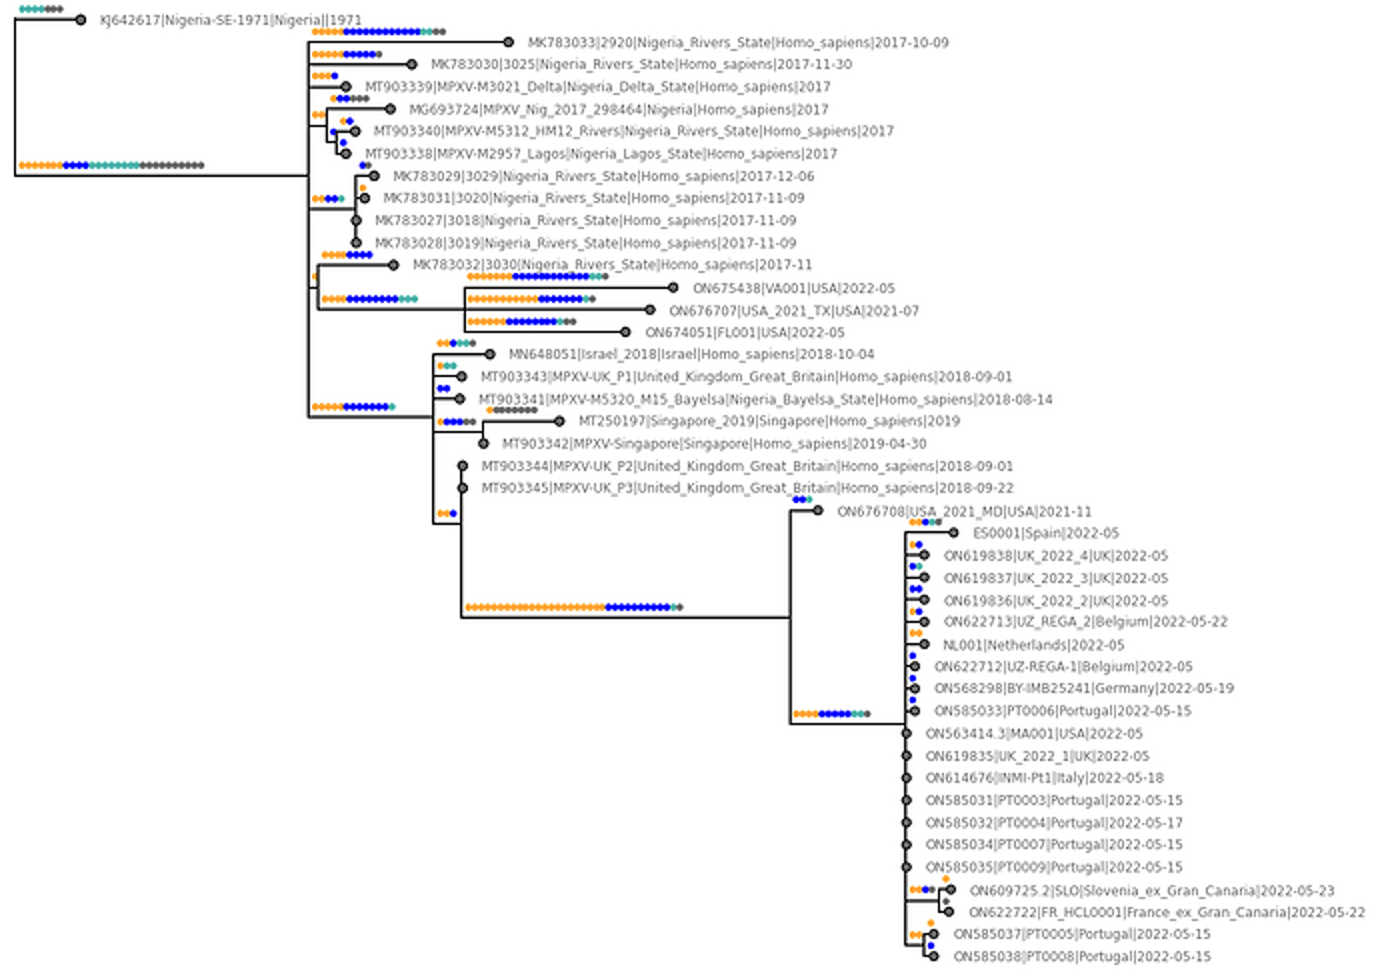 KJ642617|Nigeria-SE-1971|Nigeria||1971
MK783033|2920|Nigeria_Rivers_State|Homo_sapiens|2017-10-09
MK783030|3025|Nigeria_Rivers_State|Homo_sapiens|2017-11-30
MT903339|MPXV-M3021_Delta|Nigeria_Delta_State|Homo_sapiens|2017
MG693724|MPXV_Nig_2017_298464|Nigeria|Homo_sapiens|2017
MT903340|MPXV-M5312_HM12_Rivers|Nigeria_Rivers_State|Homo_sapiens|2017
MT903338|MPXV-M2957_Lagos|Nigeria_Lagos_State|Homo_sapiens|2017
MK783029|3029|Nigeria_Rivers_State|Homo_sapiens|2017-12-06
MK783031|3020|Nigeria_Rivers_State|Homo_sapiens|2017-11-09
MK783027|3018|Nigeria_Rivers_State|Homo_sapiens|2017-11-09
MK783028|3019|Nigeria_Rivers_State|Homo_sapiens|2017-11-09
MK783032|3030|Nigeria_Rivers_State|Homo_sapiens|2017-11
ON675438|VA001|USA|2022-05
ON676707|USA_2021_TX|USA|2021-07
ON674051|FL001|USA|2022-05
MN648051|Israel_2018|Israel|Homo_sapiens|2018-10-04
MT903343|MPXV-UK_P1|United_Kingdom_Great_Britain|Homo_sapiens|2018-09-01
MT903341|MPXV-M5320_M15_Bayelsa|Nigeria_Bayelsa_State|Homo_sapiens|2018-08-14
MT250197|Singapore_2019|Singapore|Homo_sapiens|2019
MT903342|MPXV-Singapore|Singapore|Homo_sapiens|2019-04-30
MT903344|MPXV-UK_P2|United_Kingdom_Great_Britain|Homo_sapiens|2018-09-01
MT903345|MPXV-UK_P3|United_Kingdom_Great_Britain|Homo_sapiens|2018-09-22
ON676708|USA_2021_MD|USA|2021-11
ES0001|Spain|2022-05
ON619838|UK_2022_4|UK|2022-05
ON619837|UK_2022_3|UK|2022-05
ON619836|UK_2022_2|UK|2022-05
ON622713|UZ_REGA_2|Belgium|2022-05-22
NL001|Netherlands|2022-05
ON622712|UZ-REGA-1|Belgium|2022-05
ON568298|BY-IMB25241|Germany|2022-05-19
ON585033|PT0006|Portugal|2022-05-15
ON563414.3|MA001|USA|2022-05
ON619835|UK_2022_1|UK|2022-05
ON614676|INMI-Pt1|Italy|2022-05-18
ON585031|PT0003|Portugal|2022-05-15
ON585032|PT0004|Portugal|2022-05-17
ON585034|PT0007|Portugal|2022-05-15
ON585035|PT0009|Portugal|2022-05-15
ON609725.2|SLO|Slovenia_ex_Gran_Canaria|2022-05-23
ON622722|FR_HCL0001|France_ex_Gran_Canaria|2022-05-22
ON585037|PT0005|Portugal|2022-05-15
ON585038|PT0008|Portugal|2022-05-15